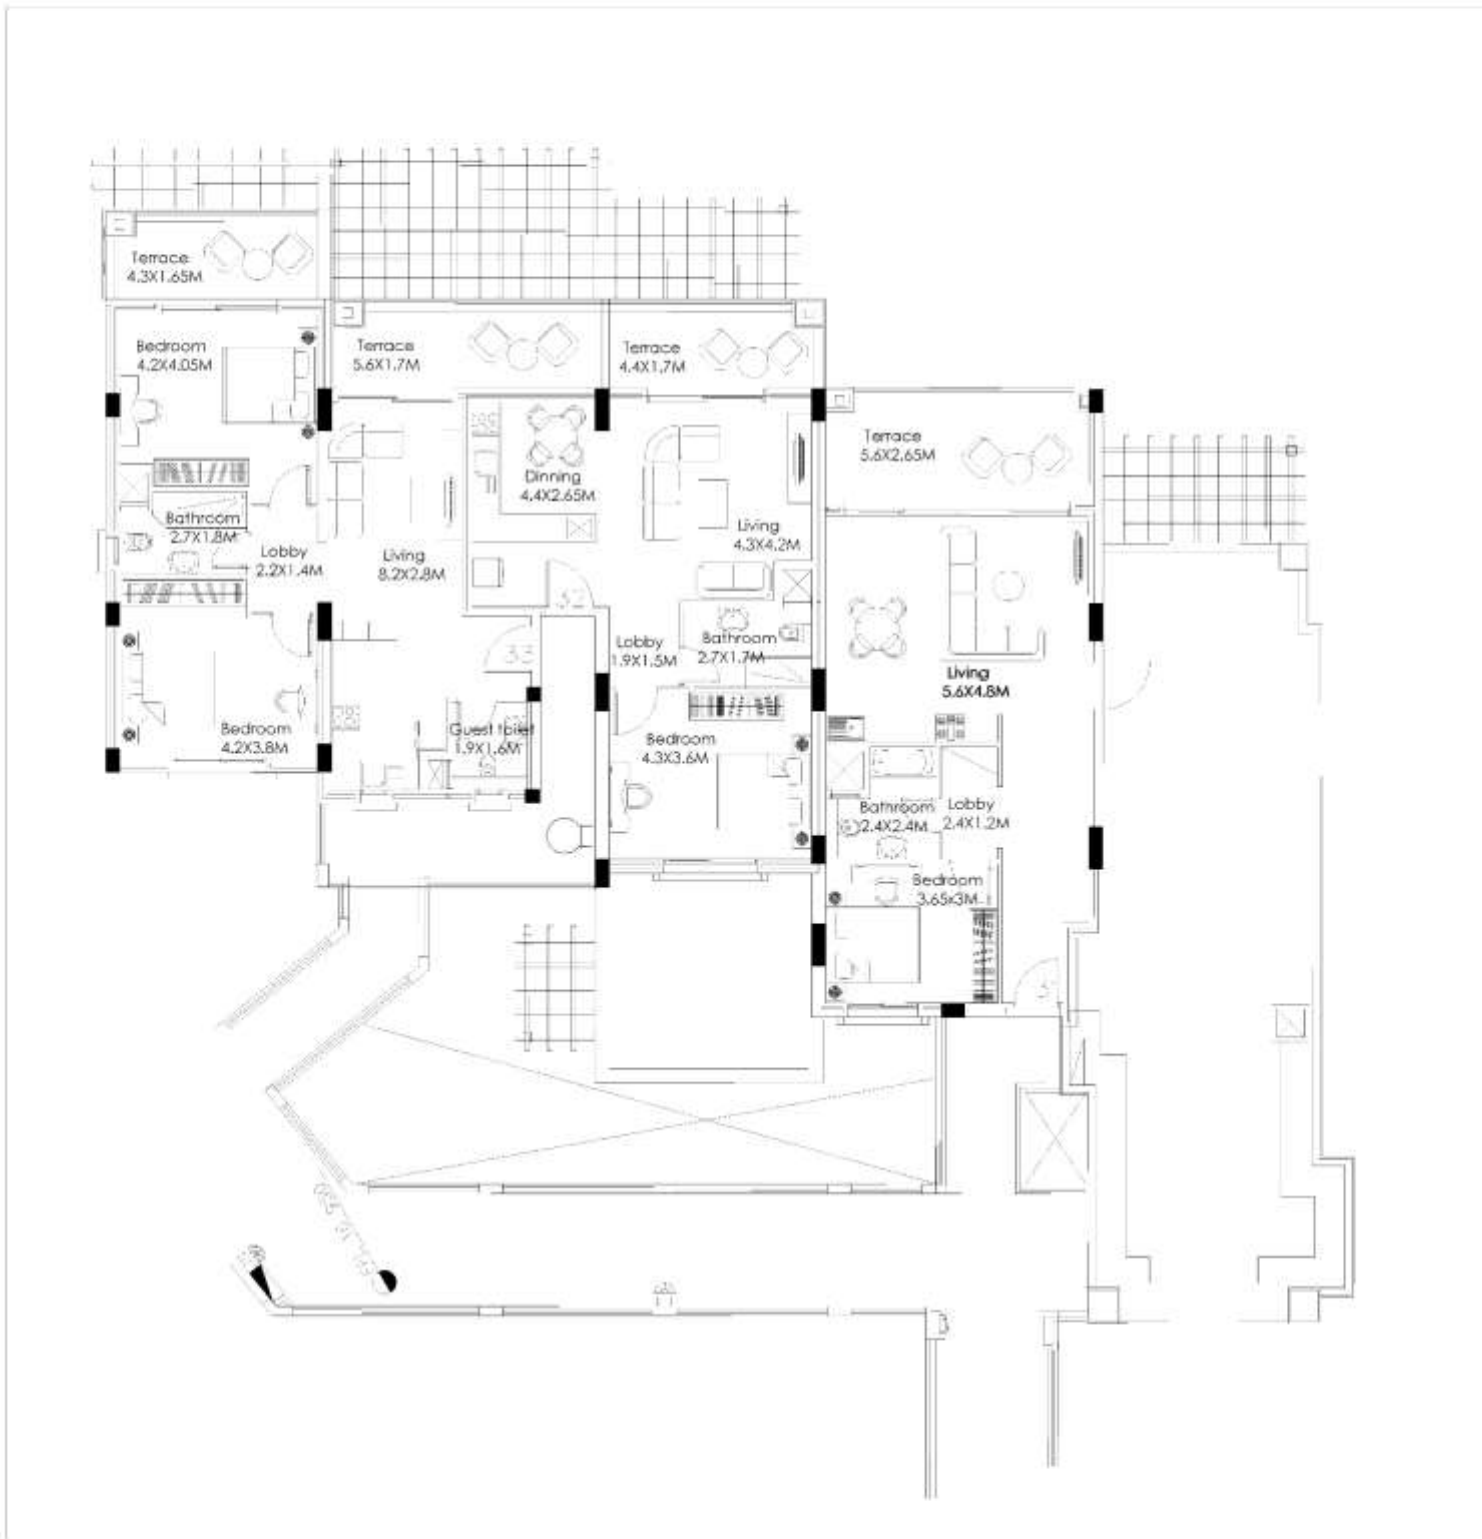 Terrace
4.3X1.65M
Bedroom
4.2X4.05M
Terrace
5.6X1.7M
Terrace
4.4X1.7M
Terrace
5.6X2.65M
Dinning
4.4X2.65M
Bathroom
2.7X1.8M
Living
4.3X4.2M
Lobby
2.2X1.4M
Living
8.2X2.8M
Lobby
1.9X1.5M
Bathroom
2.7X1.7M
33
Living
5.6X4.8M
Bedroom
4.2X3.8M
Guest toilet
1.9X1.6M
Bedroom
4.3X3.6M
Bathroom
2.4X2.4M
Lobby
2.4X1.2M
Bedroom
3.65x3M